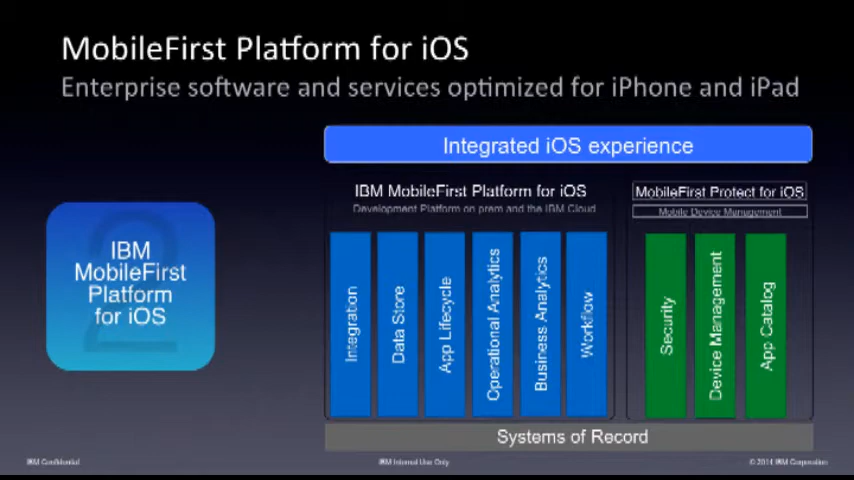 MobileFirst Platform for iOS
Enterprise software and services optimized for iPhone and iPad
Integrated iOS experience
IBM MobileFirst Platform for iOS
Development Platform on prem and the IBM Cloud
MobileFirst Protect for iOS
Mobile Device Management
2
IBM
MobileFirst
Platform
for iOS
Integration
Data Store
App Lifecycle
Operational Analytics
Business Analytics
Workflow
Security
Device Management
App Catalog
Systems of Record
IBM Confidential
IBM Internal Use Only
© 2014 IBM Corporation